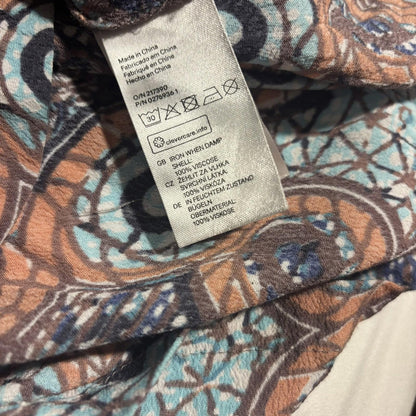 Made in China
Fabricado em China
Fabriqué en Chine
Hecho en China
O/N 217390
P/N 0276936.1
30
clevercare.info
GB IRON WHEN DAMP
SHELL:
100% VISCOSE
CZ ŽEHLIT ZA VLHKA
SVRCHNÍ LÁTKA:
100% VISKÓZA
DE IN FEUCHTEM ZUSTAND
BÜGELN
OBERMATERIAL:
100% VISKOSE